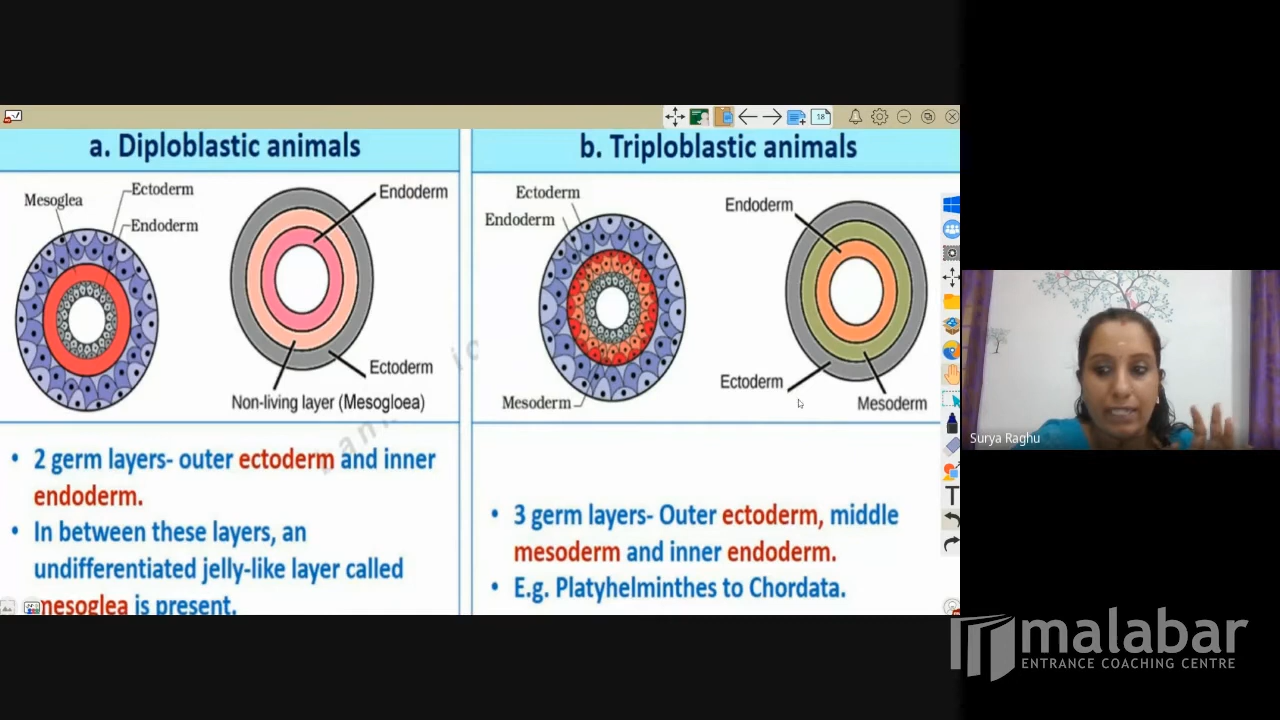 18
a. Diploblastic animals
Mesoglea
Ectoderm
Endoderm
Endoderm
Ectoderm
Non-living layer (Mesogloea)
• 2 germ layers- outer ectoderm and inner
endoderm.
• In between these layers, an
undifferentiated jelly-like layer called
mesoglea is present.
b. Triploblastic animals
Ectoderm
Endoderm
Mesoderm
Endoderm
Ectoderm
Mesoderm
• 3 germ layers- Outer ectoderm, middle
mesoderm and inner endoderm.
• E.g. Platyhelminthes to Chordata.
T
Surya Raghu
malabar
ENTRANCE COACHING CENTRE